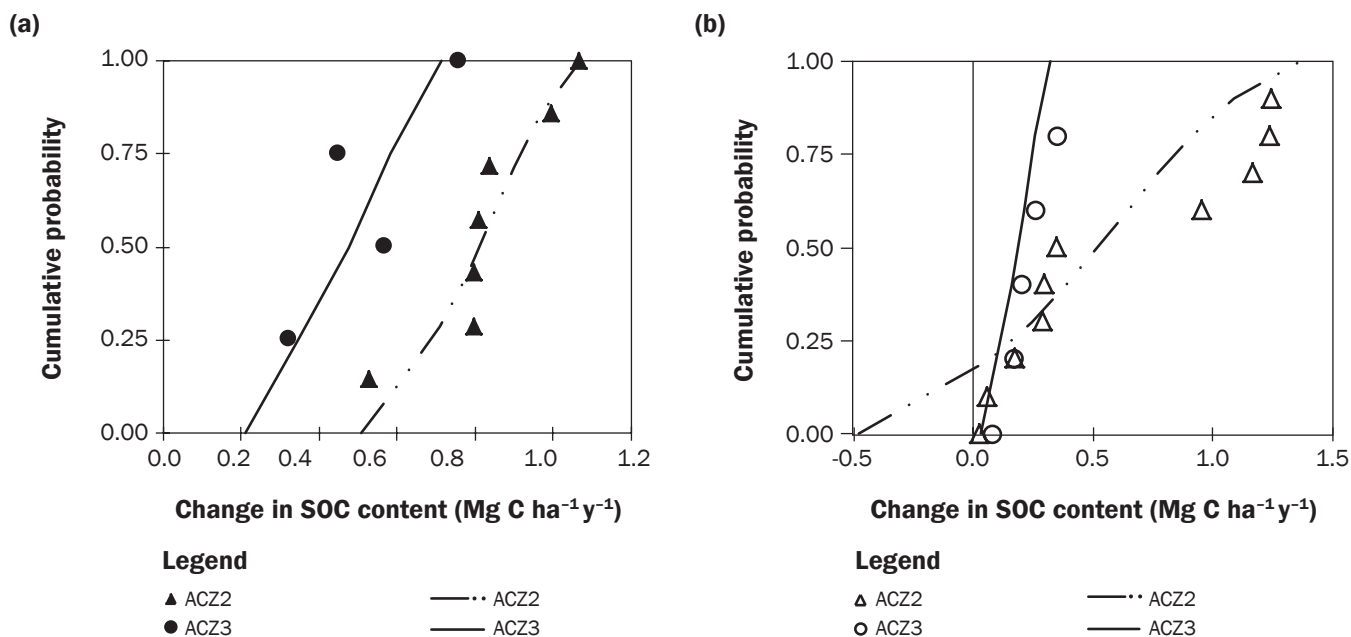 (a)
1.00
0.75
0.50
0.25
0.00
Cumulative probability
0.0 0.2 0.4 0.6 0.8 1.0 1.2
Change in SOC content (Mg C ha⁻¹ y⁻¹)
Legend
ACZ2 ACZ2
ACZ3 ACZ3
(b)
1.00
0.75
0.50
0.25
0.00
Cumulative probability
-0.5 0.0 0.5 1.0 1.5
Change in SOC content (Mg C ha⁻¹ y⁻¹)
Legend
ACZ2 ACZ2
ACZ3 ACZ3